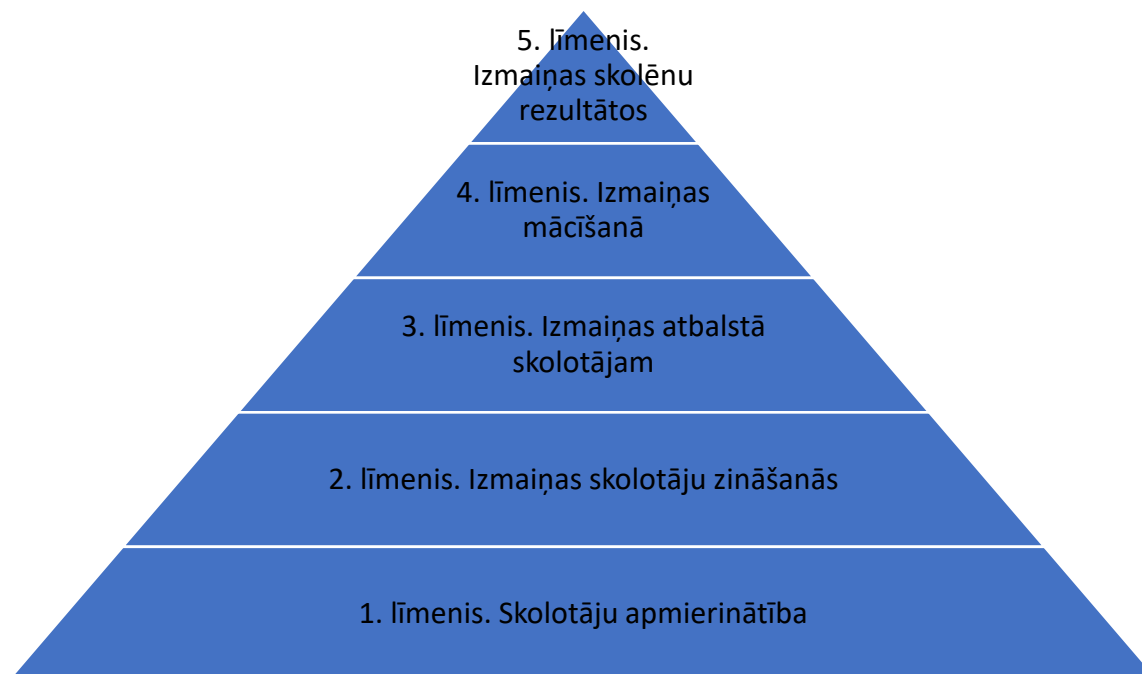 5. līmenis.
Izmaiņas skolēnu
rezultātos
4. līmenis. Izmaiņas
mācīšanā
3. līmenis. Izmaiņas atbalstā
skolotājam
2. līmenis. Izmaiņas skolotāju zināšanās
1. līmenis. Skolotāju apmierinātība